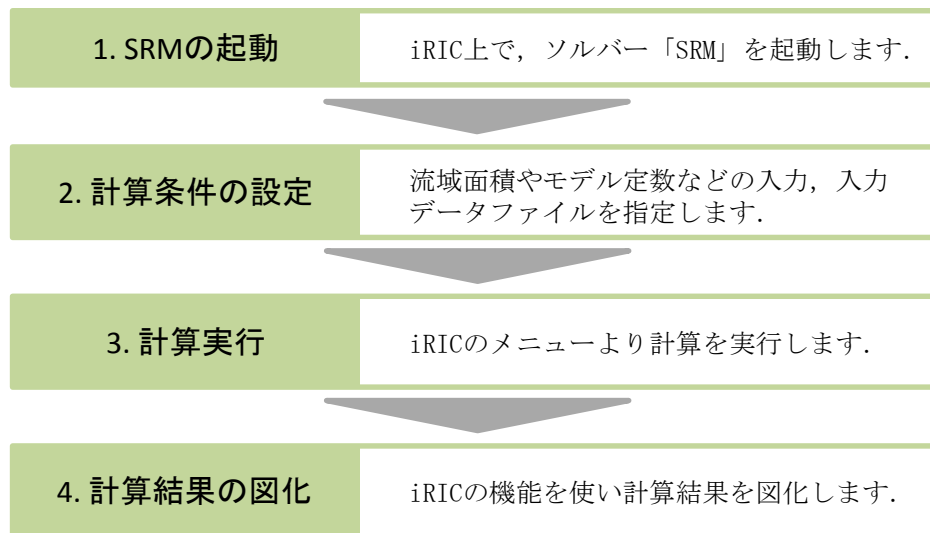 1. SRMの起動
iRIC上で，ソルバー「SRM」を起動します．
2. 計算条件の設定
流域面積やモデル定数などの入力，入力
データファイルを指定します．
3. 計算実行
iRICのメニューより計算を実行します．
4. 計算結果の図化
iRICの機能を使い計算結果を図化します．